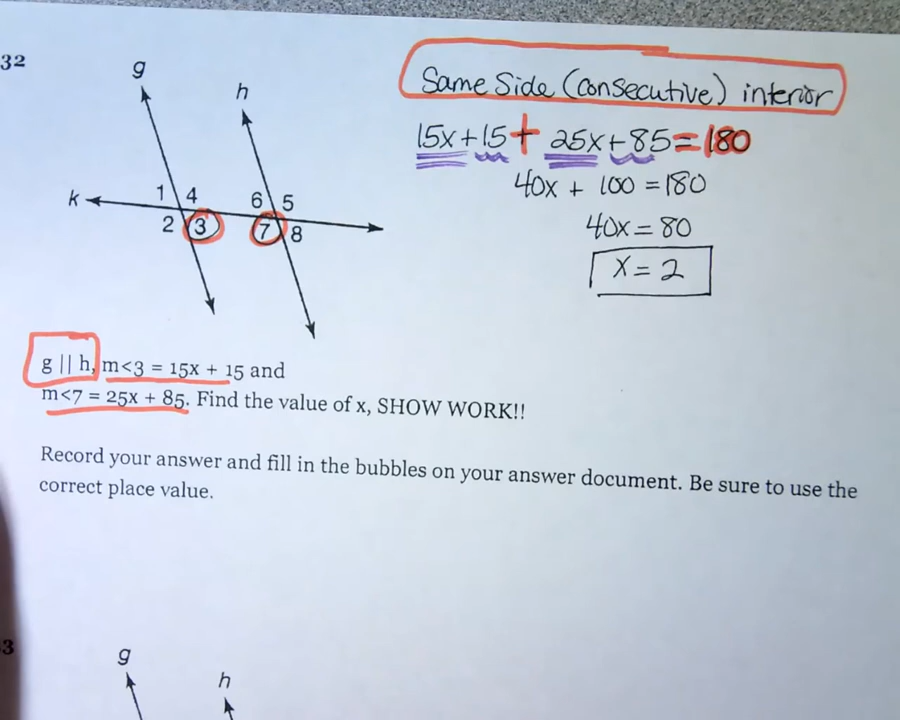 32
g
h
Same Side (Consecutive) interior
15x + 15 + 25x + 85 = 180
40x + 100 = 180
40x = 80
x = 2
k
1 4
6 5
2 3
7 8
g || h, m<3 = 15x + 15 and
m<7 = 25x + 85. Find the value of x, SHOW WORK!!
Record your answer and fill in the bubbles on your answer document. Be sure to use the
correct place value.
3
g
h